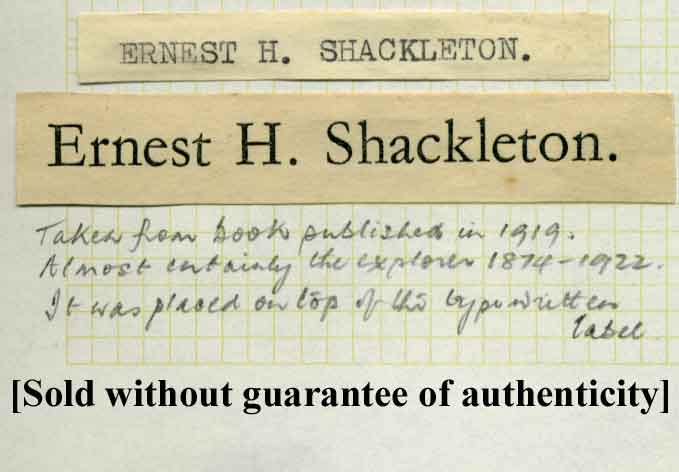 ERNEST H. SHACKLETON.
Ernest H. Shackleton.
Taken from book published in 1919.
Almost certainly the explorer 1874-1922.
It was placed on top of the typewritten
label
[Sold without guarantee of authenticity]